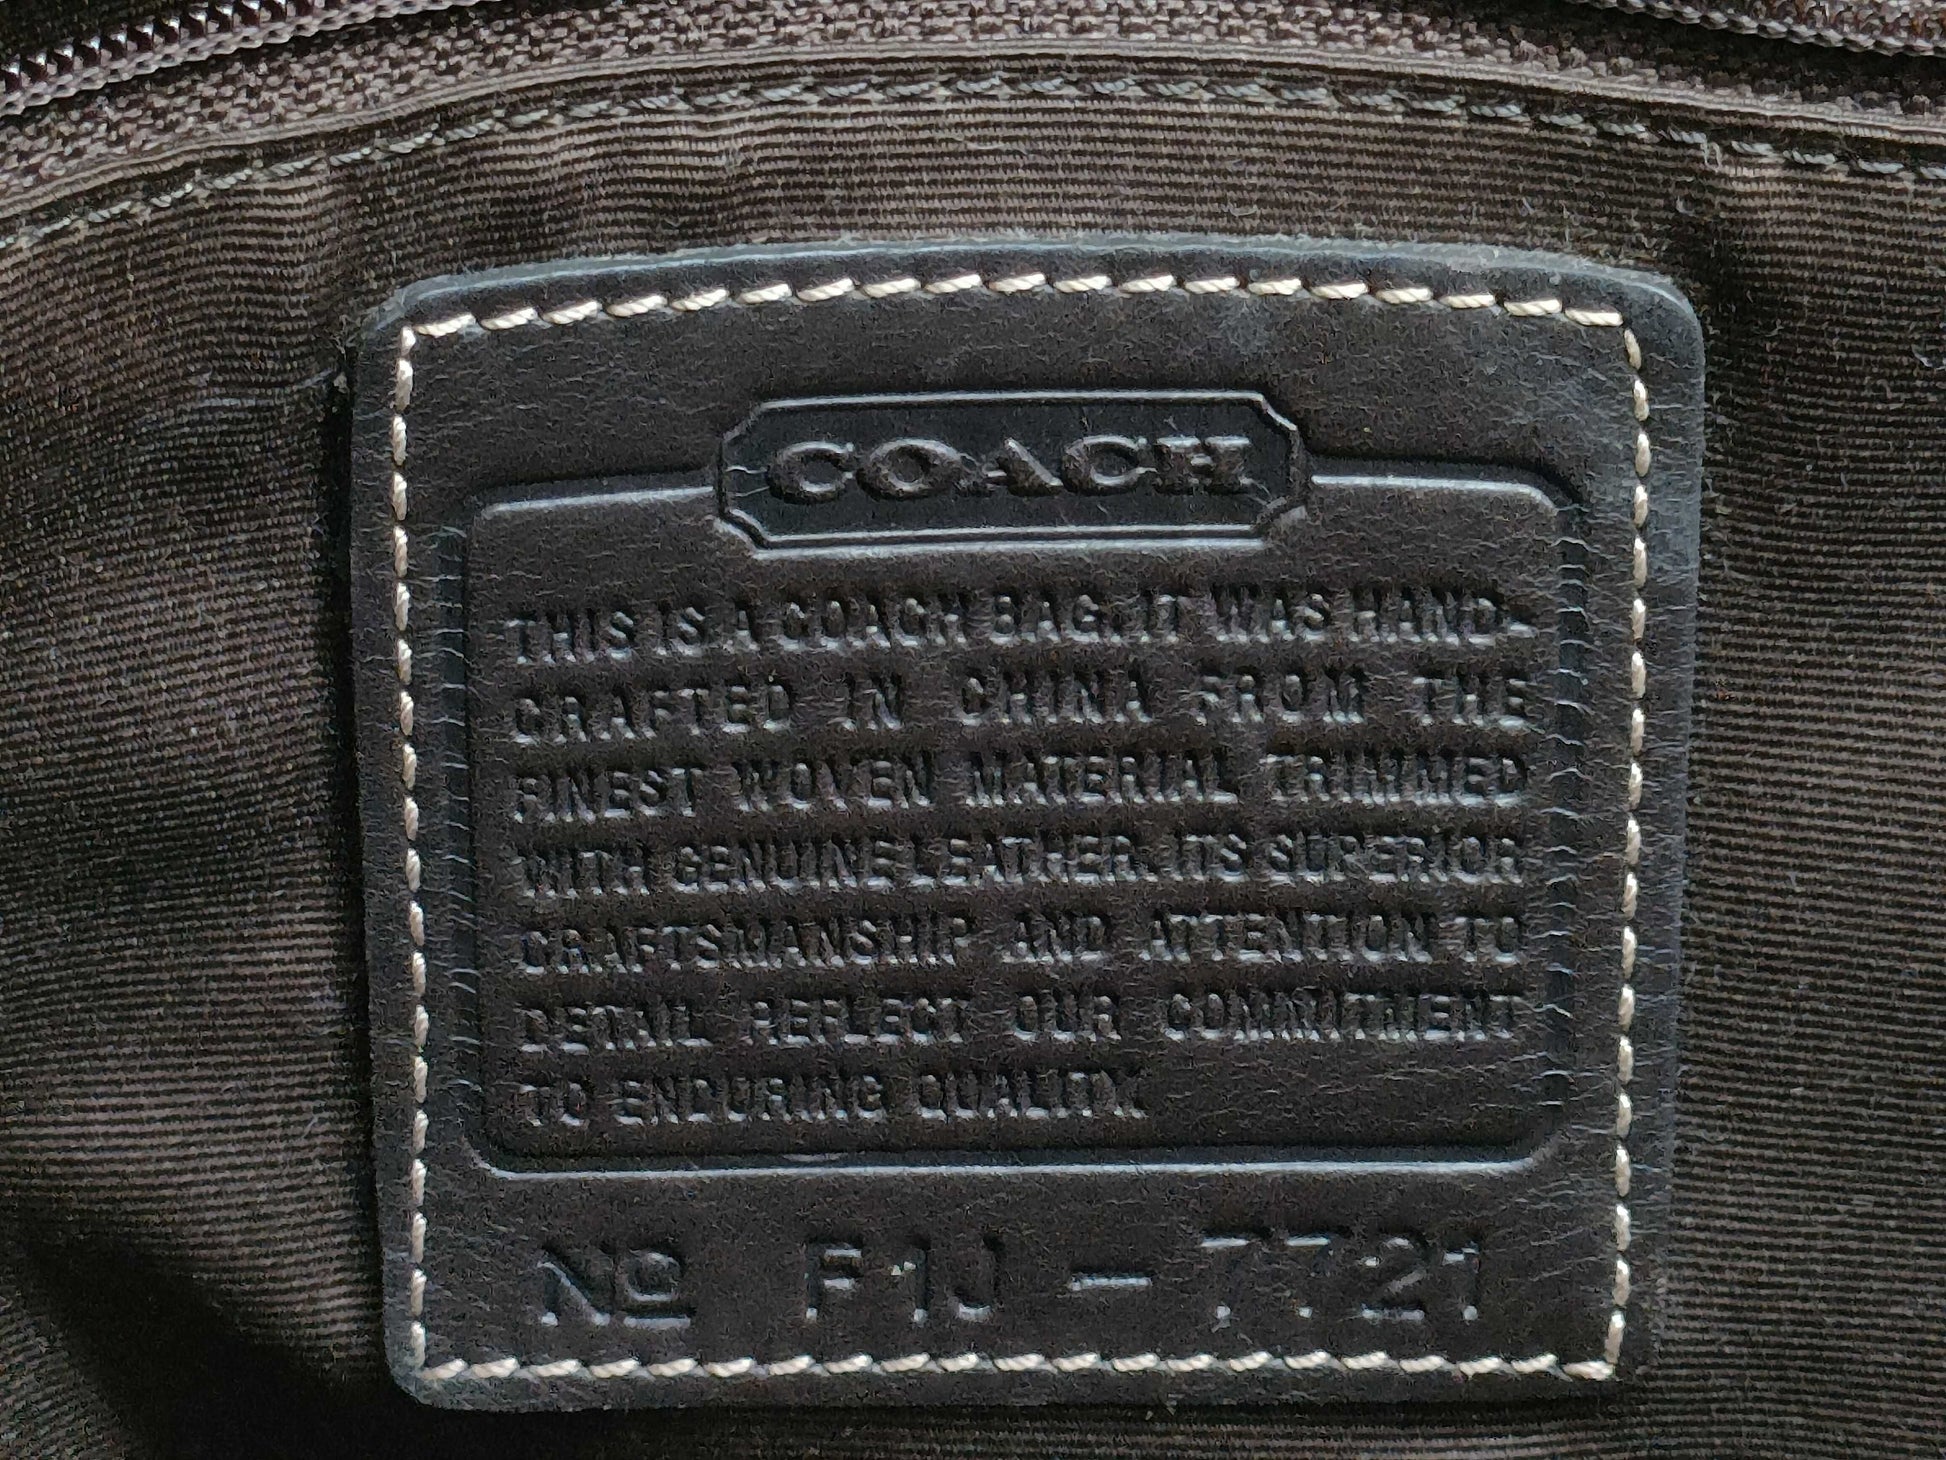 COACH
THIS IS A COACH BAG. IT WAS HAND-
CRAFTED IN CHINA FROM THE
FINEST WOVEN MATERIAL TRIMMED
WITH GENUINE LEATHER. ITS SUPERIOR
CRAFTSMANSHIP AND ATTENTION TO
DETAIL REFLECT OUR COMMITMENT
TO ENDURING QUALITY.
No F1J-7721